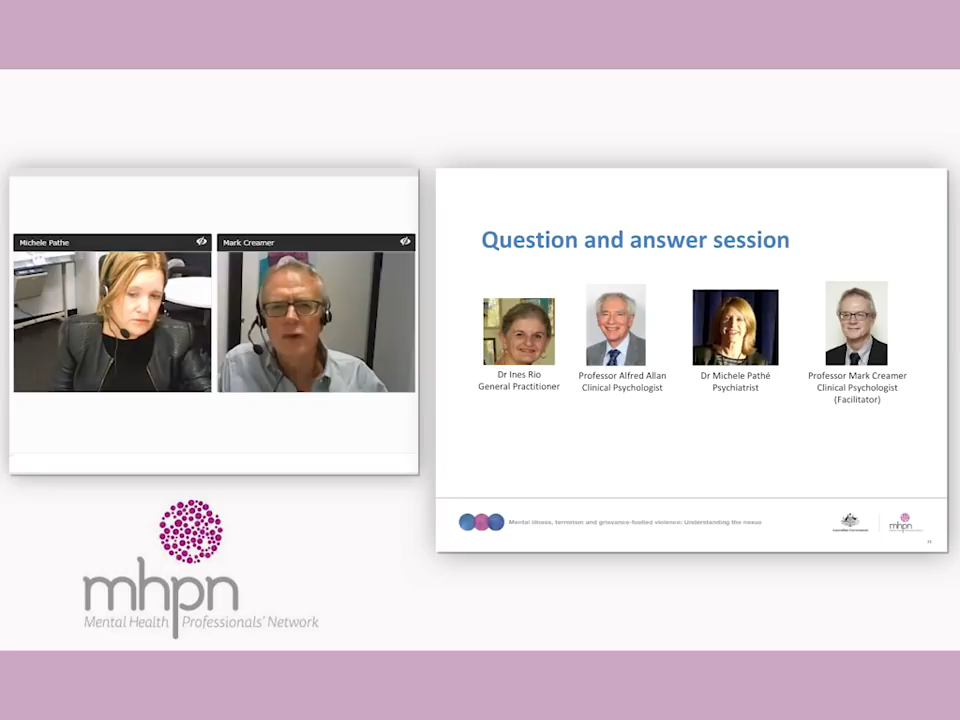 Michele Pathe
Mark Creamer
Question and answer session
Dr Ines Rio
General Practitioner
Professor Alfred Allan
Clinical Psychologist
Dr Michele Pathé
Psychiatrist
Professor Mark Creamer
Clinical Psychologist
(Facilitator)
Mental illness, terrorism and grievance-fuelled violence: Understanding the nexus
Australian Government
mhpn
mhpn
Mental Health Professionals' Network